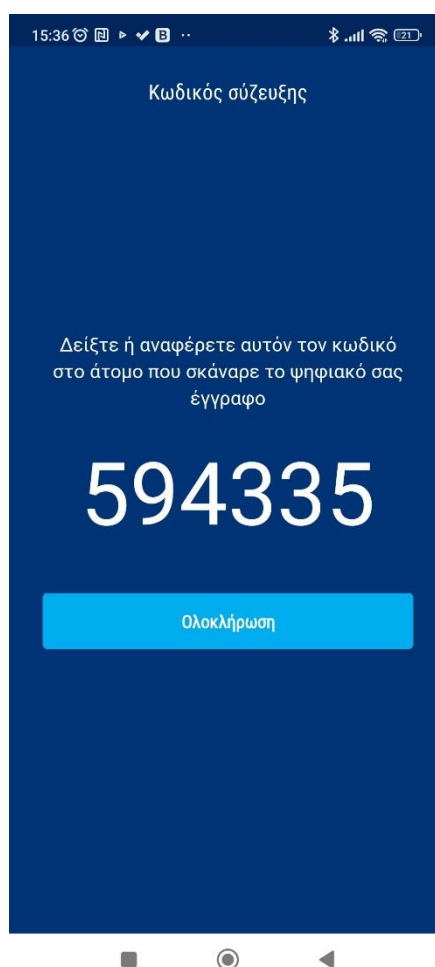 15:36
B
21
Κωδικός σύζευξης
Δείξτε ή αναφέρετε αυτόν τον κωδικό
στο άτομο που σκάναρε το ψηφιακό σας
έγγραφο
594335
Ολοκλήρωση